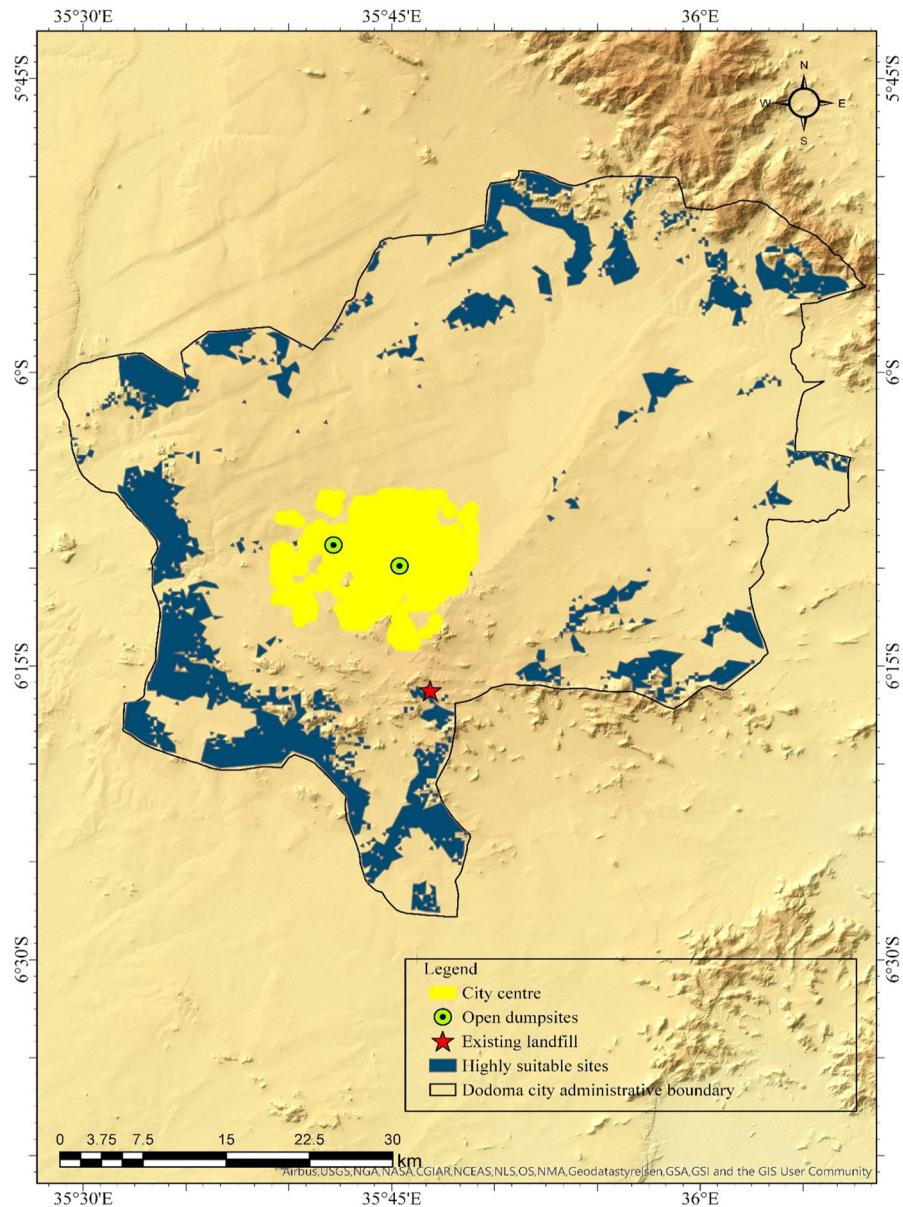 35°30'E 35°45'E 36°E
5°45'S 5°45'S
N
W E
S
6°S 6°S
6°15'S 6°15'S
6°30'S 6°30'S
Legend
City centre
Open dumpsites
Existing landfill
Highly suitable sites
Dodoma city administrative boundary
0 3.75 7.5 15 22.5 30
km
Airbus,USGS,NGA,NASA,CGIAR,NCEAS,NLS,OS,NMA,Geodatastyrelsen,GSA,GSI and the GIS User Community
35°30'E 35°45'E 36°E